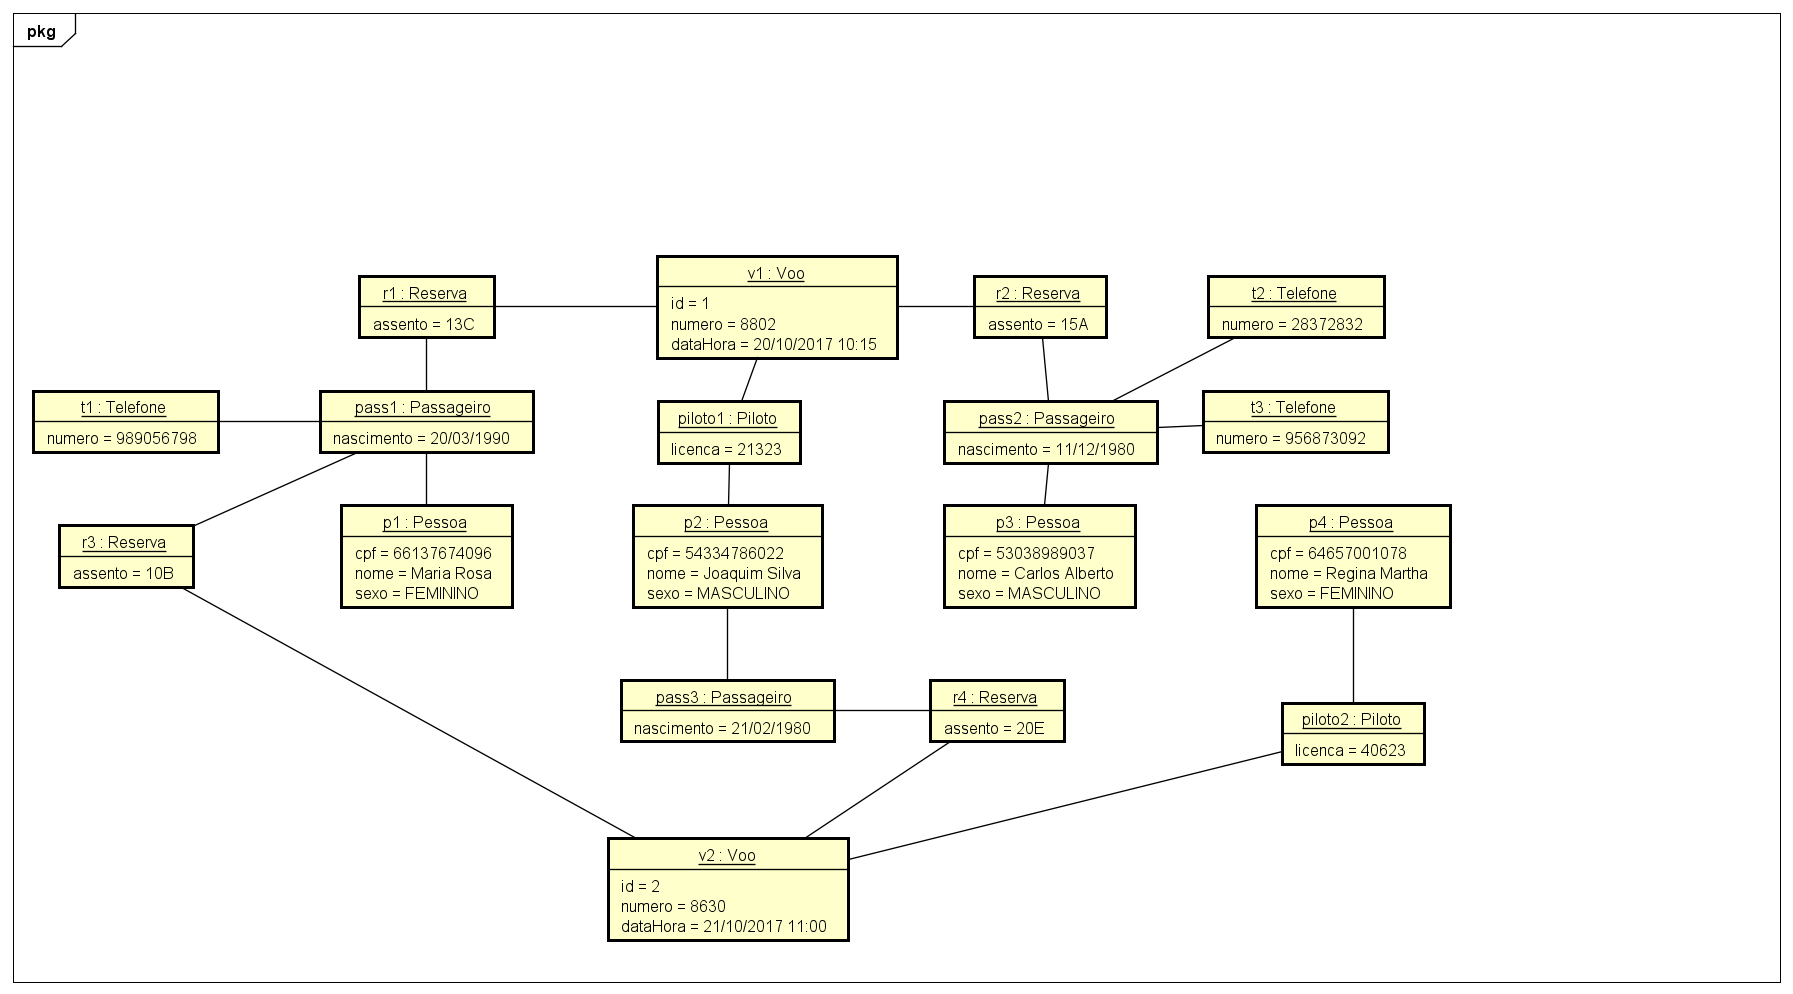 pkg
v1 : Voo
id = 1
numero = 8802
dataHora = 20/10/2017 10:15
r1 : Reserva
assento = 13C
r2 : Reserva
assento = 15A
t2 : Telefone
numero = 28372832
t1 : Telefone
numero = 989056798
pass1 : Passageiro
nascimento = 20/03/1990
piloto1 : Piloto
licenca = 21323
pass2 : Passageiro
nascimento = 11/12/1980
t3 : Telefone
numero = 956873092
r3 : Reserva
assento = 10B
p1 : Pessoa
cpf = 66137674096
nome = Maria Rosa
sexo = FEMININO
p2 : Pessoa
cpf = 54334786022
nome = Joaquim Silva
sexo = MASCULINO
p3 : Pessoa
cpf = 53038989037
nome = Carlos Alberto
sexo = MASCULINO
p4 : Pessoa
cpf = 64657001078
nome = Regina Martha
sexo = FEMININO
pass3 : Passageiro
nascimento = 21/02/1980
r4 : Reserva
assento = 20E
piloto2 : Piloto
licenca = 40623
v2 : Voo
id = 2
numero = 8630
dataHora = 21/10/2017 11:00